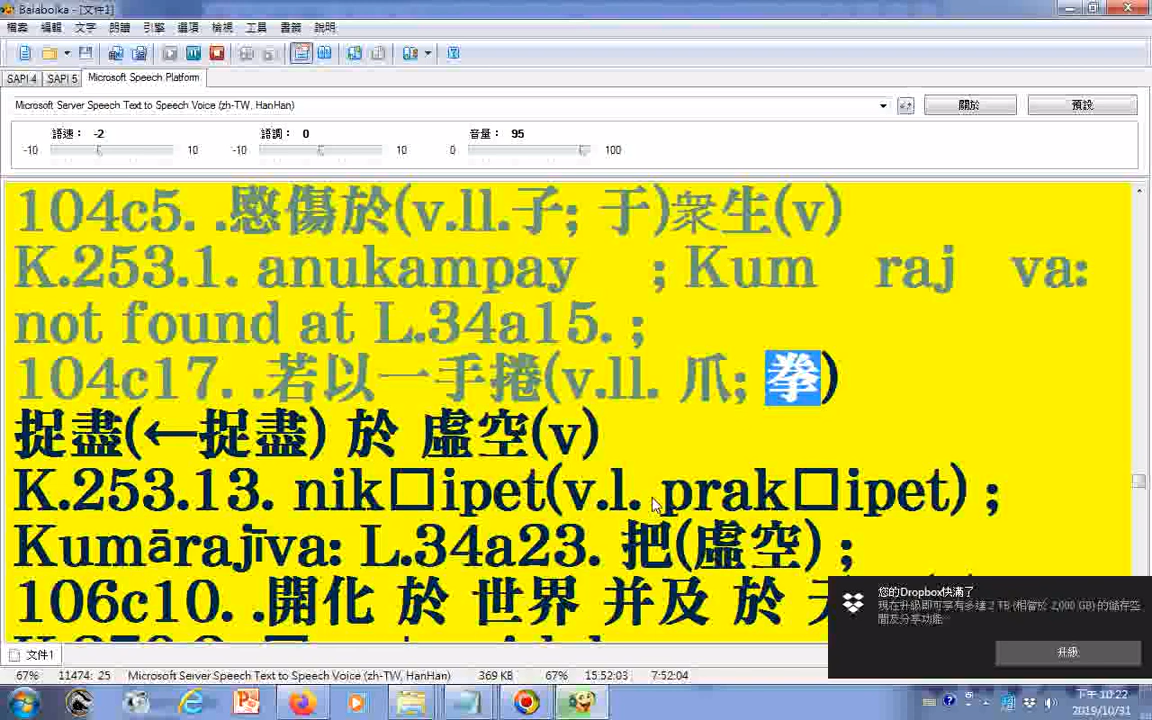 Balabolka - [文件1]
檔案 編輯 文字 朗讀 引擎 選項 檢視 工具 書籤 說明
SAPI 4 SAPI 5 Microsoft Speech Platform
Microsoft Server Speech Text to Speech Voice (zh-TW, HanHan)
關於 預設
語速： -2 語調： 0 音量： 95
-10 10 -10 10 0 100
104c5. .愍傷於(v.ll.子; 于)衆生(v)
K.253.1. anukampay ; Kum raj va:
not found at L.34a15. ;
104c17. .若以一手捲(v.ll. 爪; 拳)
捉盡(←捉盡) 於 虛空(v)
K.253.13. nik□ipet(v.l. prak□ipet) ;
Kumārajīva: L.34a23. 把(虛空) ;
106c10. .開化 於 世界 并及 於
您的Dropbox快滿了
現在升級即可享有多達 2 TB (相當於 2,000 GB) 的儲存空
間及分享功能
升級
文件1
67% 11474: 25 Microsoft Server Speech Text to Speech Voice (zh-TW, HanHan) 369 KB 67% 15:52:03 7:52:04
下午 10:22
2019/10/31